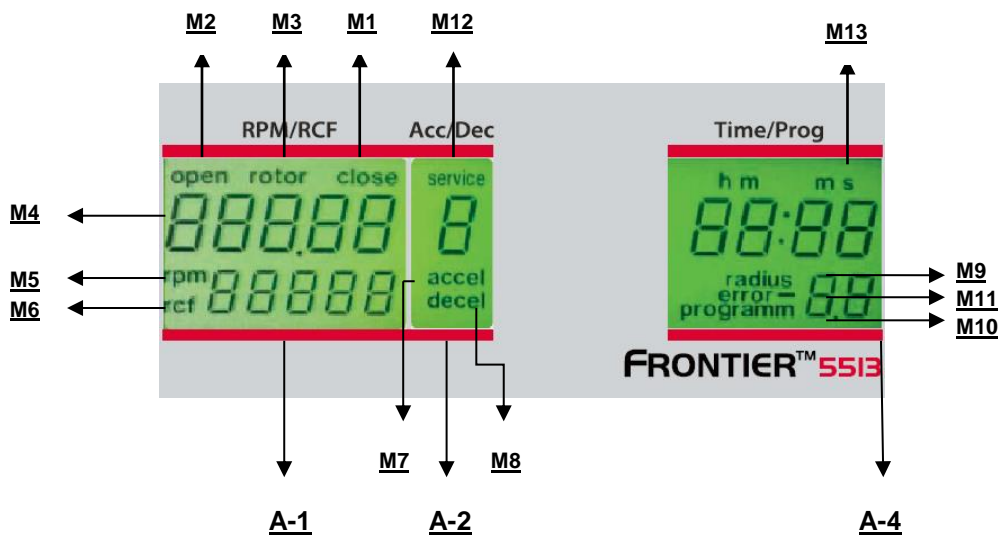 M2 M3 M1 M12 M13
RPM/RCF Acc/Dec Time/Prog
open rotor close service h m m s
M4 888.88 8 88:88
M5 rpm 88888 accel radius 8.8 M9
M6 rcf decel error M11
programm M10
FRONTIER™ 5513
M7 M8
A-1 A-2 A-4